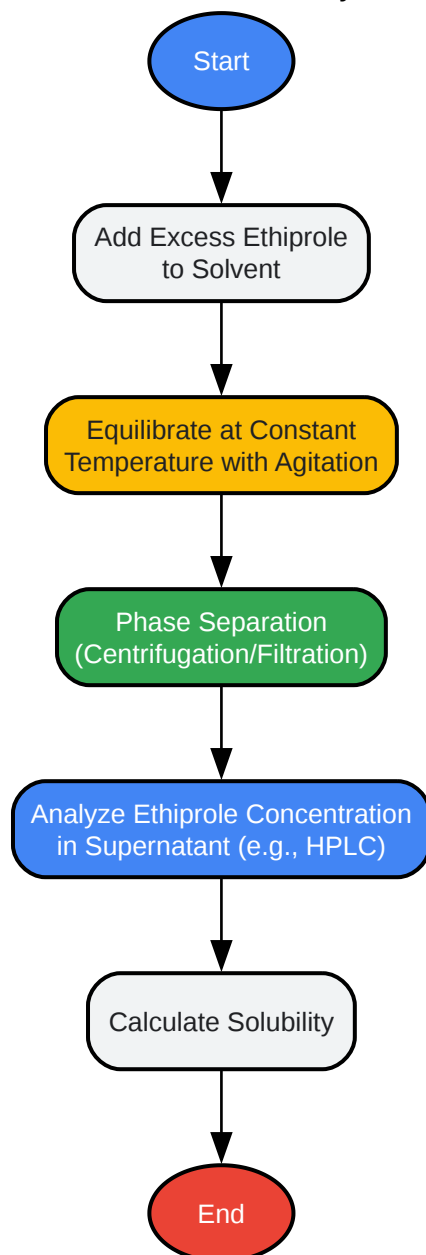 Start
Add Excess Ethiprole
to Solvent
Equilibrate at Constant
Temperature with Agitation
Phase Separation
(Centrifugation/Filtration)
Analyze Ethiprole Concentration
in Supernatant (e.g., HPLC)
Calculate Solubility
End